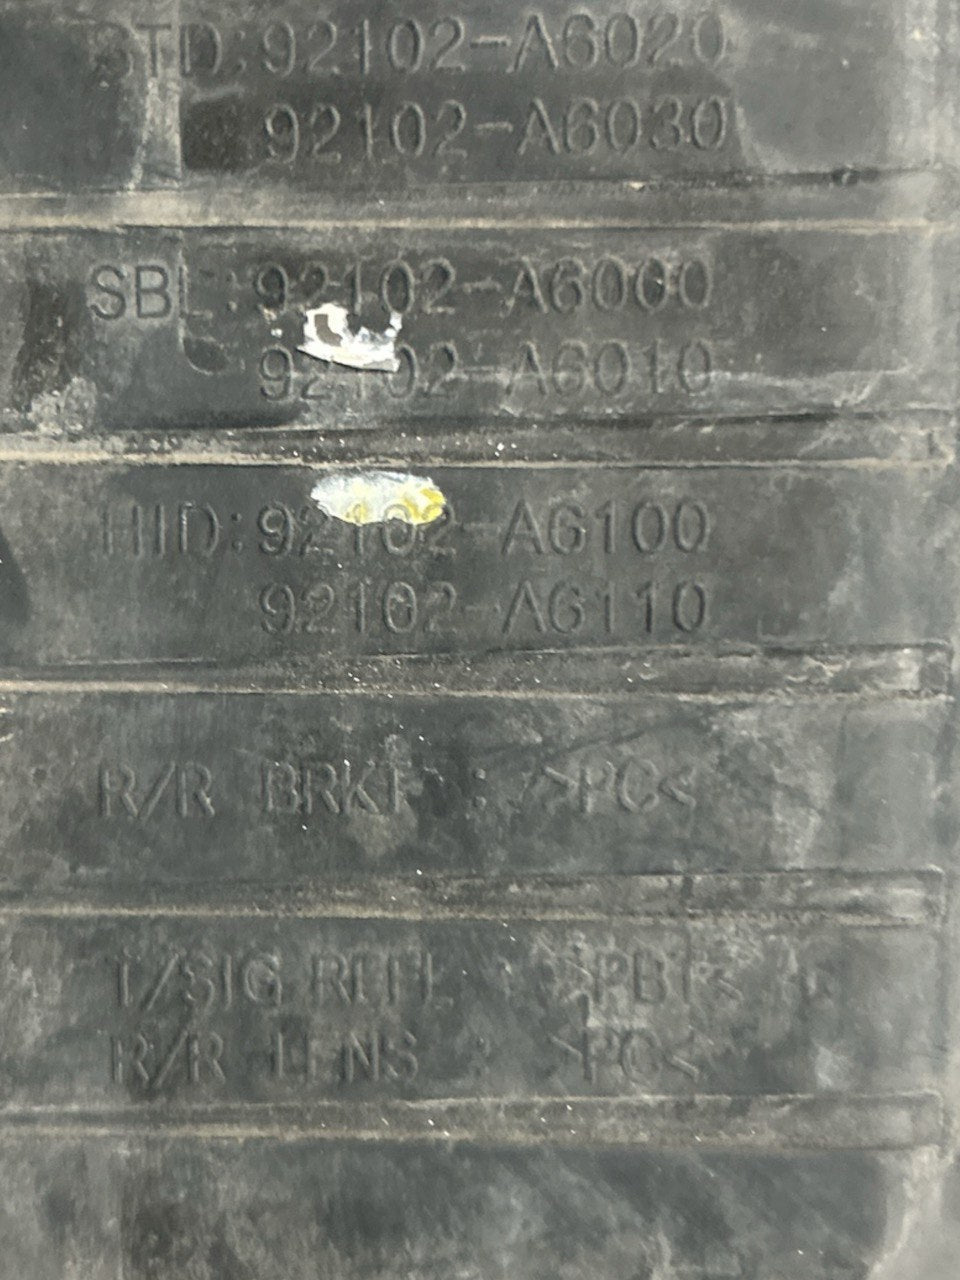 STD:92102-A6020
92102-A6030
SBL:92102-A6000
92102-A6010
HID:92102-A6100
92102-A6110
R/R BRKT : >PC<
T/SIG REFL : >PBT<
R/R LENS : >PC<